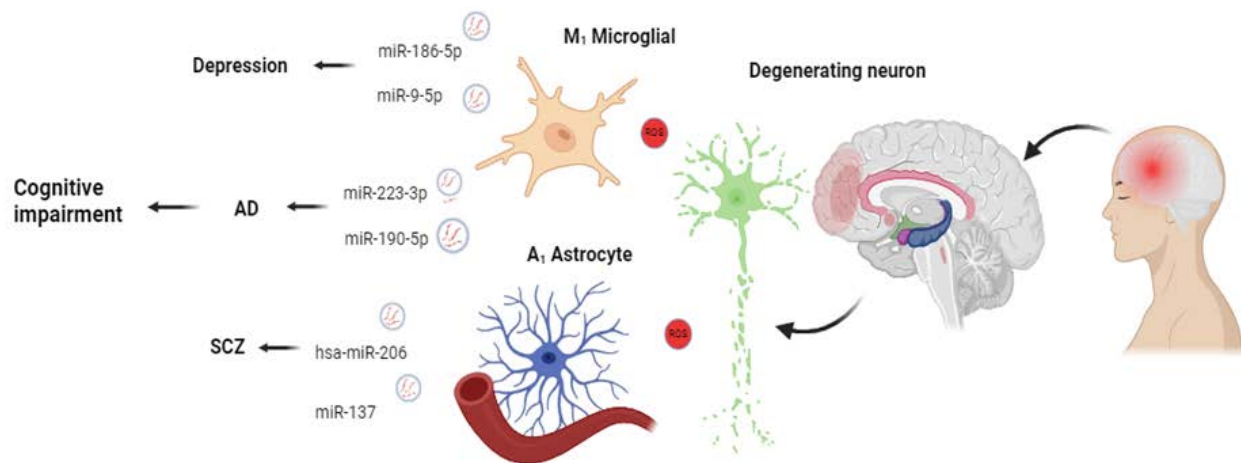 M₁ Microglial
miR-186-5p
Depression
miR-9-5p
Degenerating neuron
ROS
miR-223-3p
Cognitive
impairment
AD
miR-190-5p
A₁ Astrocyte
ROS
SCZ
hsa-miR-206
miR-137